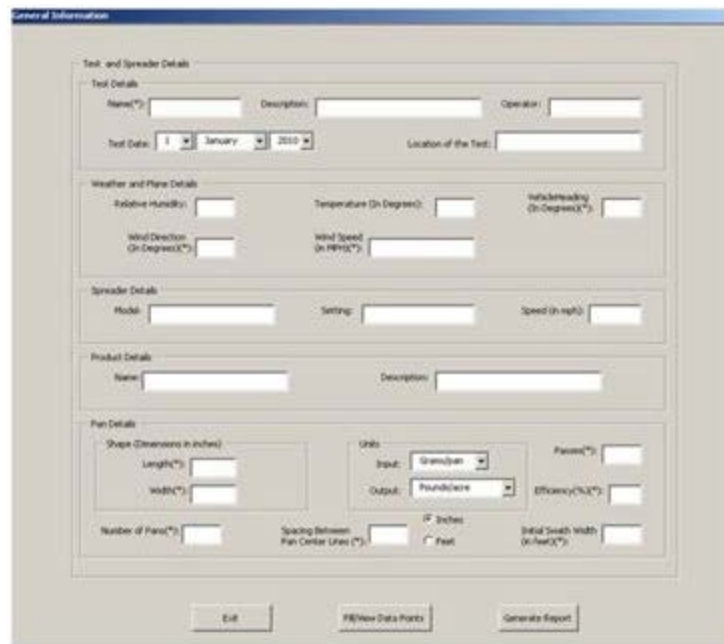 General Information
Test and Spreader Details
Test Details
Name(*): Description: Operator:
Test Date: 1 January 2010 Location of the Test:
Weather and Plane Details
Relative Humidity: Temperature (In Degrees): VehicleHeading (In Degrees)(*):
Wind Direction (In Degrees)(*): Wind Speed (in MPH)(*):
Spreader Details
Model: Setting: Speed (in mph):
Product Details
Name: Description:
Pan Details
Shape (Dimensions in inches) Units
Length(*): Input: Grams/pan Passes(*):
Width(*): Output: Pounds/acre Efficiency(%)(*):
Number of Pans(*): Spacing Between Pan Center Lines (*): Inches Feet Initial Swath Width (in feet)(*):
Exit Fill/View Data Points Generate Report